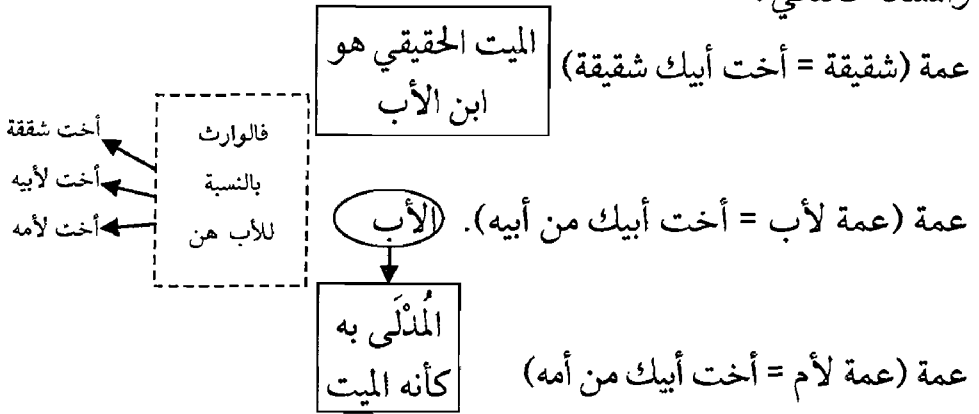 الميت الحقيقي هو
ابن الأب
عمة (شقيقة = أخت أبيك شقيقة)
فالوارث
بالنسبة
للأب هن
أخت شققة
أخت لأبيه
أخت لأمه
عمة (عمة لأب = أخت أبيك من أبيه).
الأب
المُدْلَى به
كأنه الميت
عمة (عمة لأم = أخت أبيك من أمه)